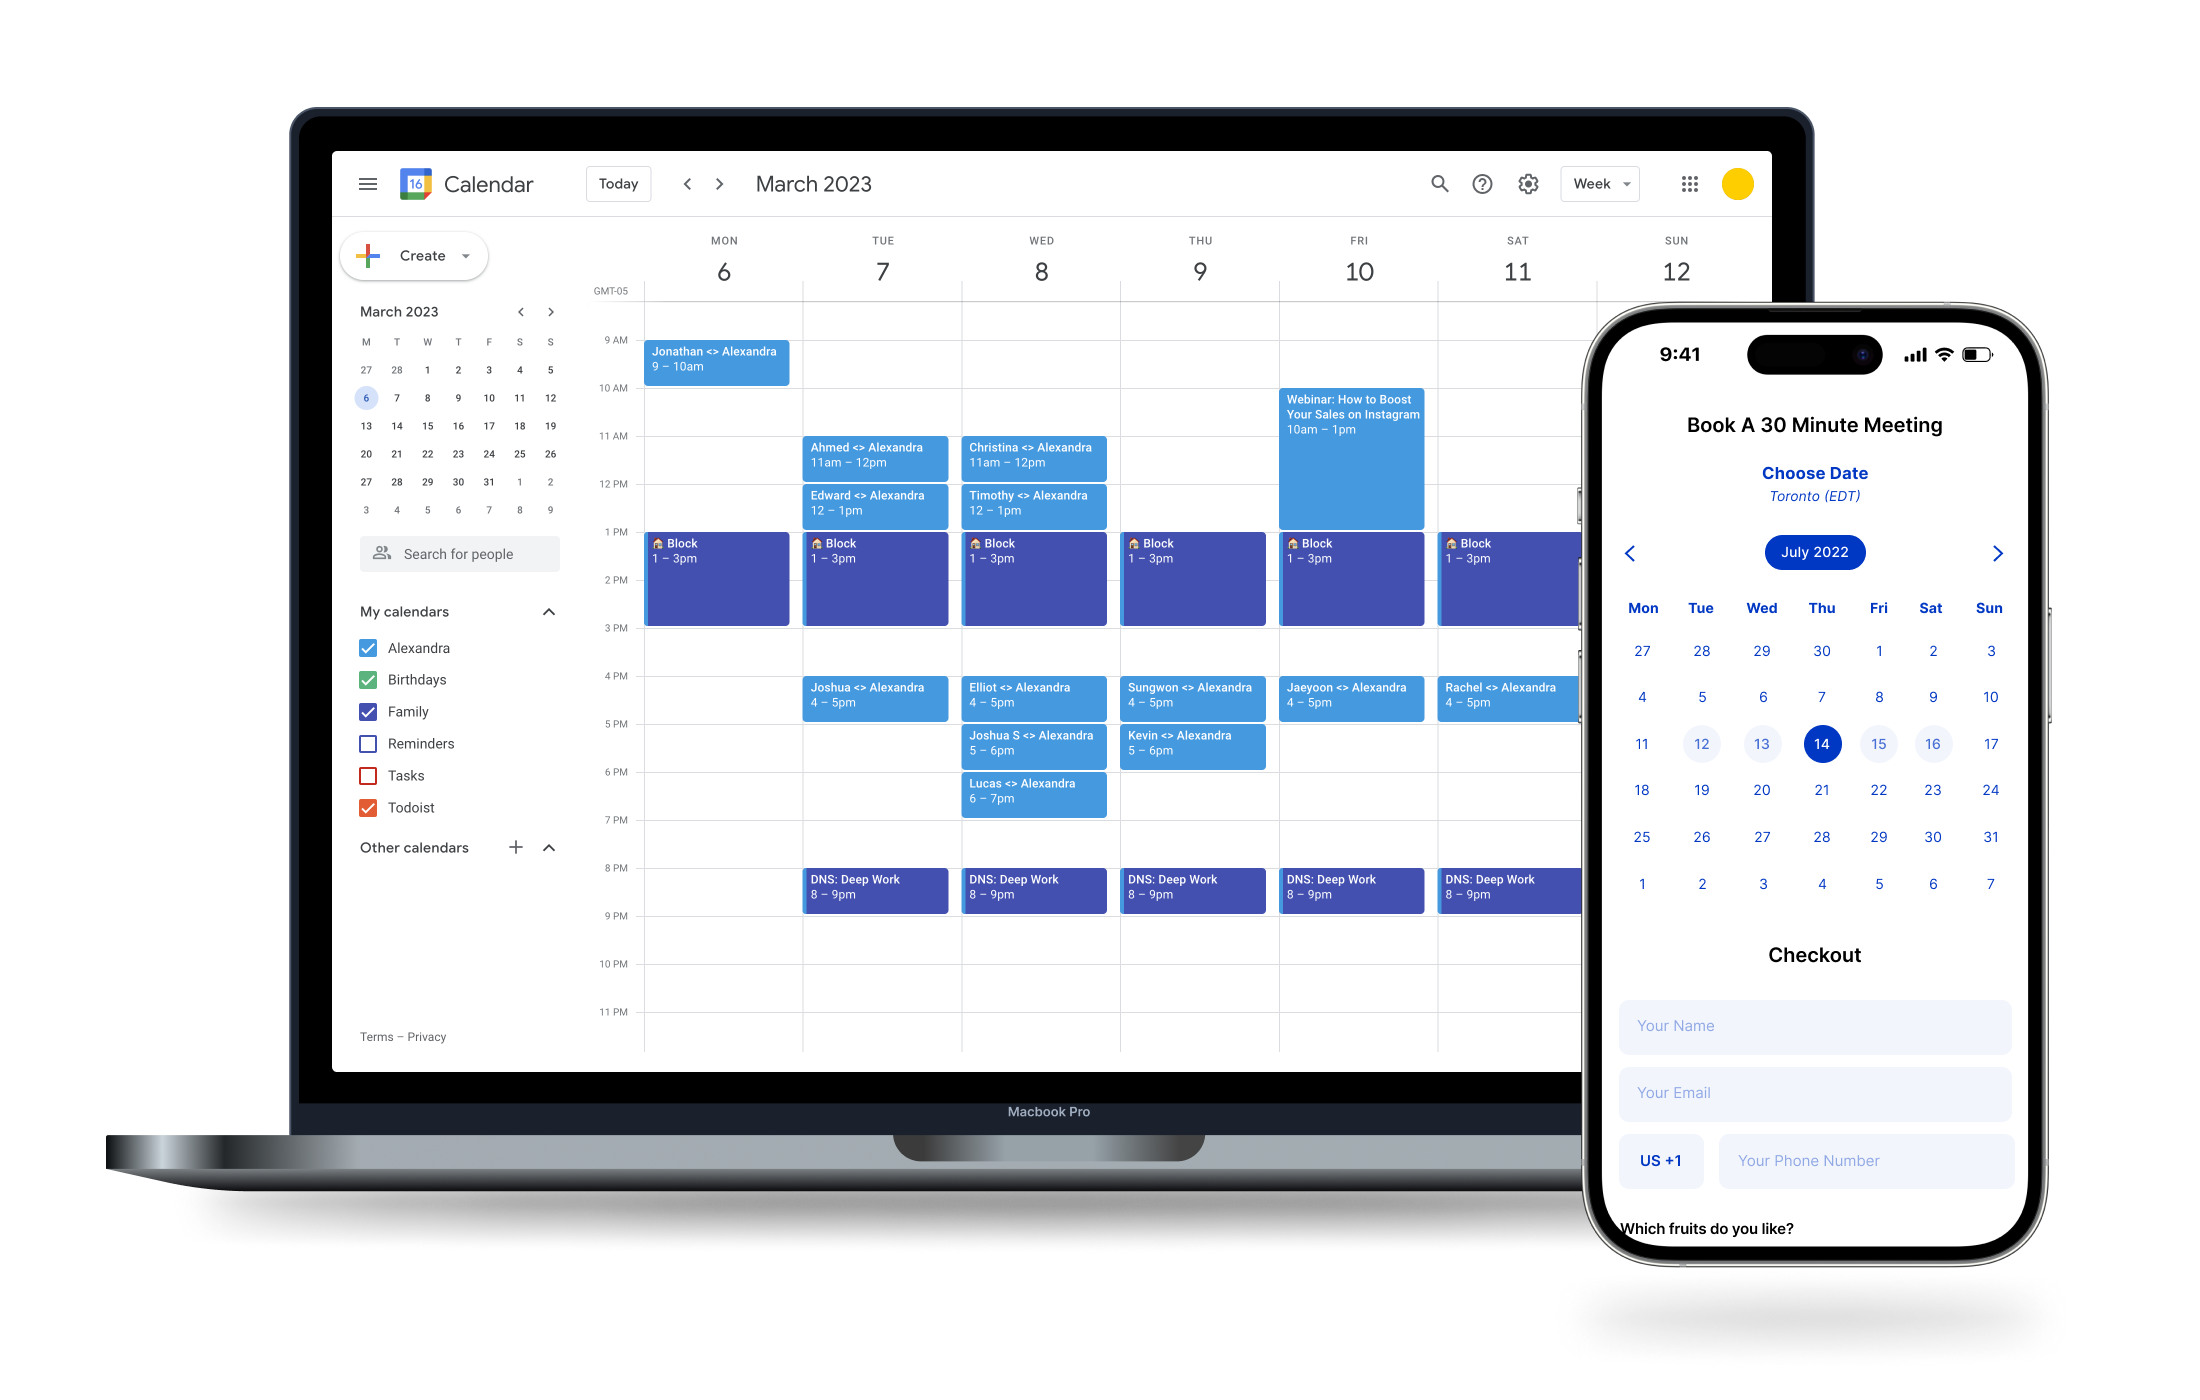 16 Calendar Today March 2023 Week
Create
March 2023
M T W T F S S
27 28 1 2 3 4 5
6 7 8 9 10 11 12
13 14 15 16 17 18 19
20 21 22 23 24 25 26
27 28 29 30 31 1 2
3 4 5 6 7 8 9
Search for people
My calendars
Alexandra
Birthdays
Family
Reminders
Tasks
Todoist
Other calendars
Terms – Privacy
MON TUE WED THU FRI SAT SUN
6 7 8 9 10 11 12
GMT-05
9 AM
10 AM
11 AM
12 PM
1 PM
2 PM
3 PM
4 PM
5 PM
6 PM
7 PM
8 PM
9 PM
10 PM
11 PM
Jonathan <> Alexandra
9 – 10am
Block
1 – 3pm
Ahmed <> Alexandra
11am – 12pm
Edward <> Alexandra
12 – 1pm
Block
1 – 3pm
Joshua <> Alexandra
4 – 5pm
DNS: Deep Work
8 – 9pm
Christina <> Alexandra
11am – 12pm
Timothy <> Alexandra
12 – 1pm
Block
1 – 3pm
Elliot <> Alexandra
4 – 5pm
Joshua S <> Alexandra
5 – 6pm
Lucas <> Alexandra
6 – 7pm
DNS: Deep Work
8 – 9pm
Block
1 – 3pm
Sungwon <> Alexandra
4 – 5pm
Kevin <> Alexandra
5 – 6pm
DNS: Deep Work
8 – 9pm
Webinar: How to Boost
Your Sales on Instagram
10am – 1pm
Block
1 – 3pm
Jaeyoon <> Alexandra
4 – 5pm
DNS: Deep Work
8 – 9pm
Block
1 – 3pm
Rachel <> Alexandra
4 – 5pm
DNS: Deep Work
8 – 9pm
Macbook Pro
9:41
Book A 30 Minute Meeting
Choose Date
Toronto (EDT)
July 2022
Mon Tue Wed Thu Fri Sat Sun
27 28 29 30 1 2 3
4 5 6 7 8 9 10
11 12 13 14 15 16 17
18 19 20 21 22 23 24
25 26 27 28 29 30 31
1 2 3 4 5 6 7
Checkout
Your Name
Your Email
US +1 Your Phone Number
Which fruits do you like?